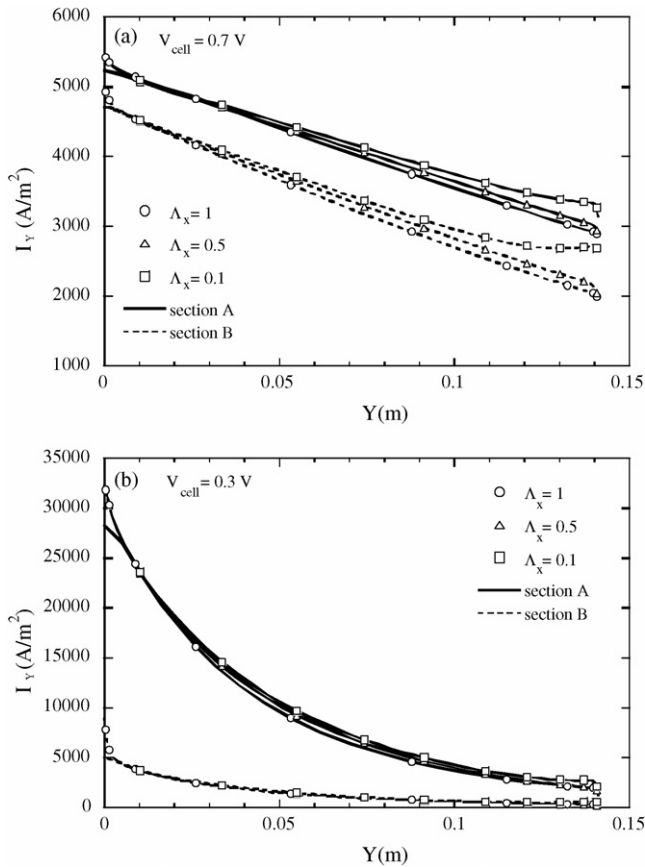 (a) V_cell = 0.7 V
6000
5000
4000
3000
2000
1000
I_Y (A/m²)
Λ_x = 1
Λ_x = 0.5
Λ_x = 0.1
section A
section B
0 0.05 0.1 0.15
Y(m)
(b) V_cell = 0.3 V
35000
30000
25000
20000
15000
10000
5000
0
I_Y (A/m²)
Λ_x = 1
Λ_x = 0.5
Λ_x = 0.1
section A
section B
0 0.05 0.1 0.15
Y(m)